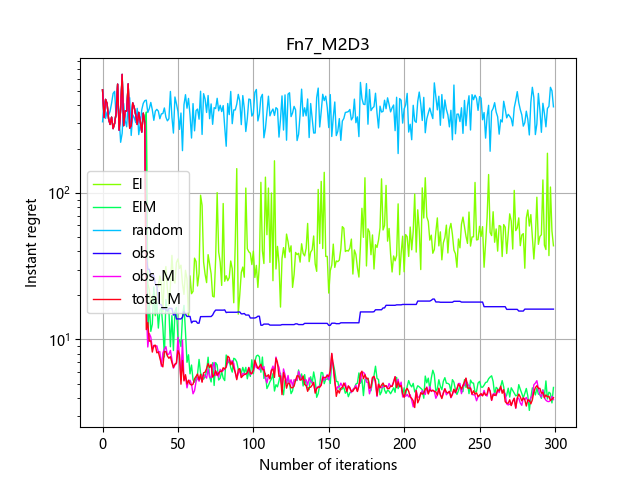 Fn7_M2D3
Instant regret
10²
10¹
EI
EIM
random
obs
obs_M
total_M
0 50 100 150 200 250 300
Number of iterations